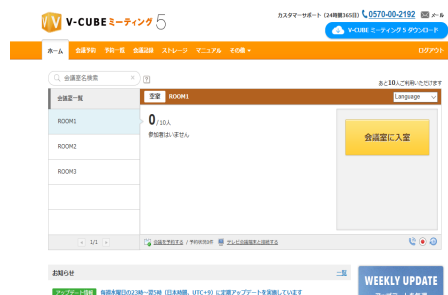 V-CUBE ミーティング 5
カスタマーサポート (24時間365日) 0570-00-2192 メール
V-CUBE ミーティング 5 ダウンロード
ホーム 会議予約 予約一覧 会議記録 ストレージ マニュアル その他 ログアウト
会議室名検索 × [?]
あと10人ご利用いただけます
会議室一覧
空室 ROOM1 Language
ROOM1
0 / 10人
参加者はいません
会議室に入室
ROOM2
ROOM3
1/1
会議を予約する / 予約状況0件 テレビ会議端末と接続する
お知らせ 一覧
WEEKLY UPDATE
アップデート情報 毎週水曜日の23時〜翌5時 (日本時間、UTC+9) に定期アップデートを実施しています